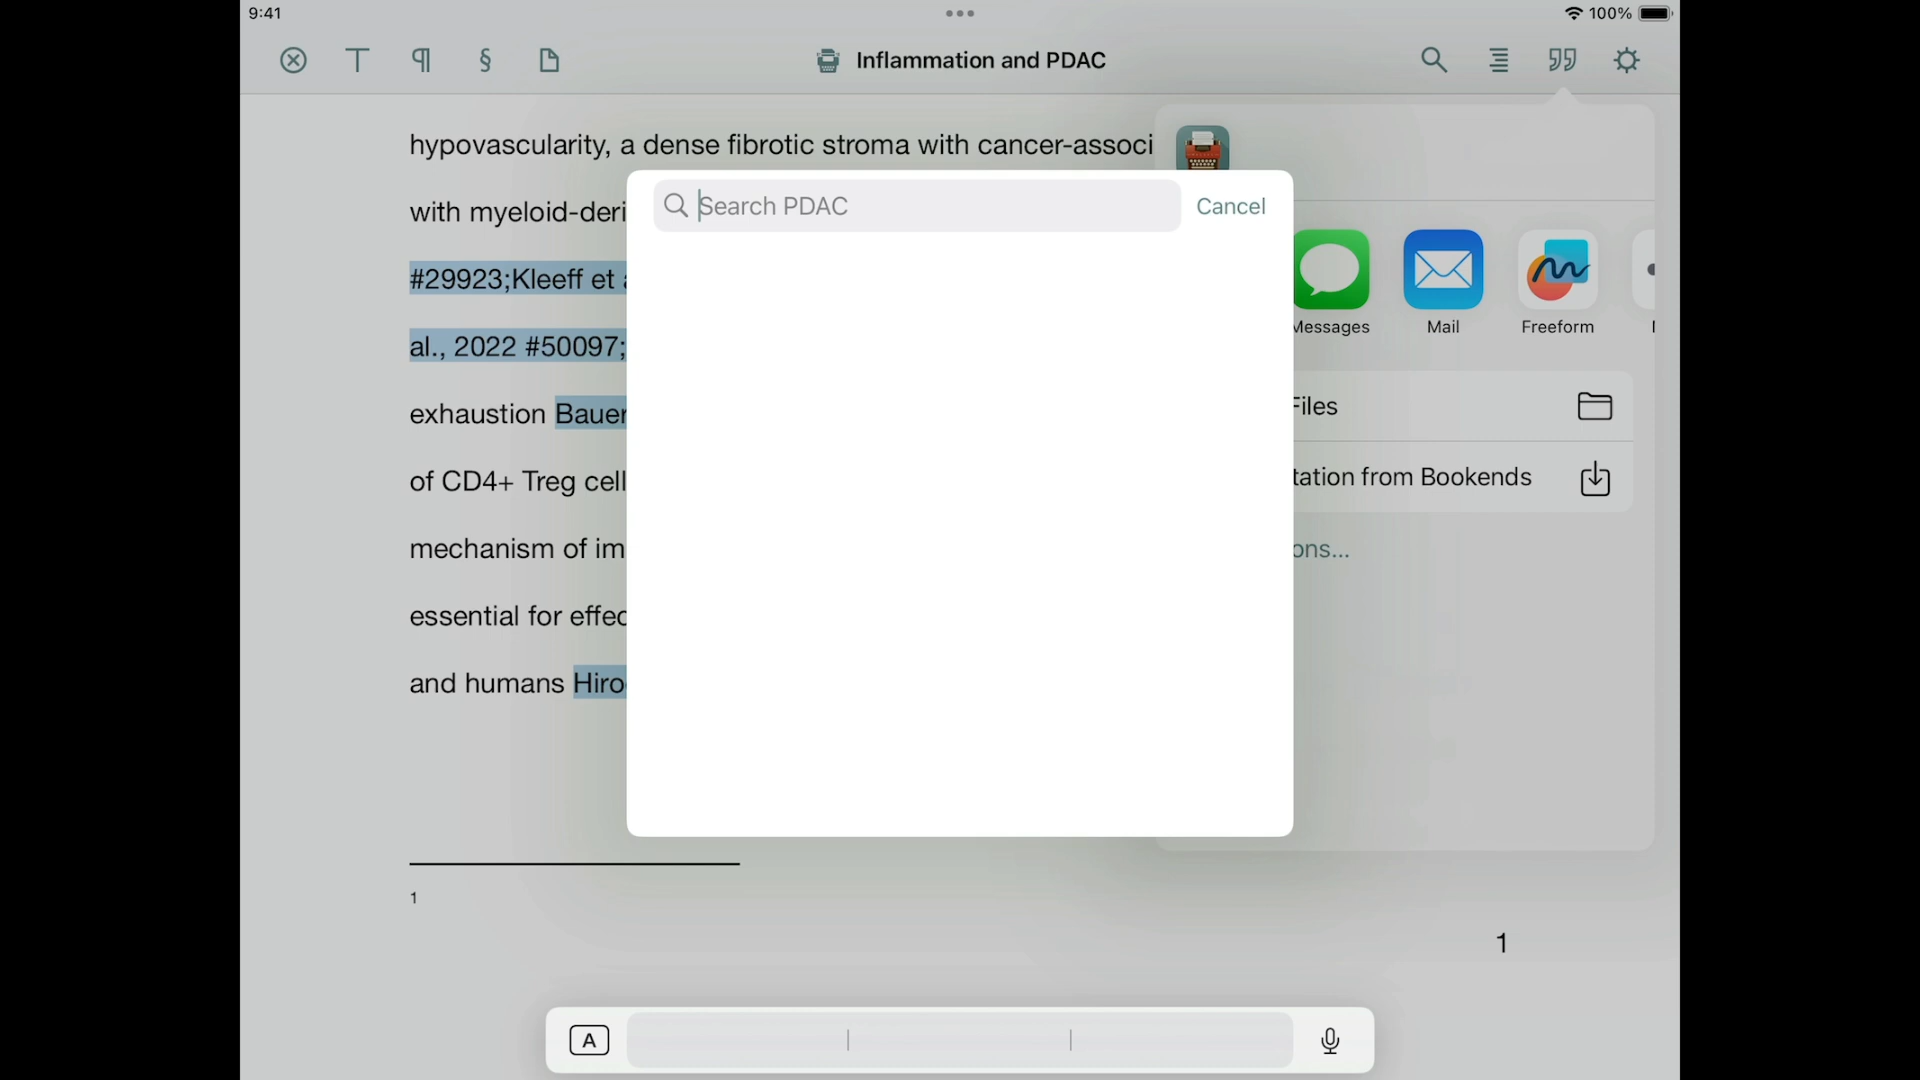 9:41
100%
Inflammation and PDAC
hypovascularity, a dense fibrotic stroma with cancer-associ
with myeloid-deri
#29923;Kleeff et
al., 2022 #50097;
exhaustion Bauer
of CD4+ Treg cell
mechanism of im
essential for effec
and humans Hiro
1
1
Search PDAC
Cancel
Messages
Mail
Freeform
Files
tation from Bookends
ons...
A